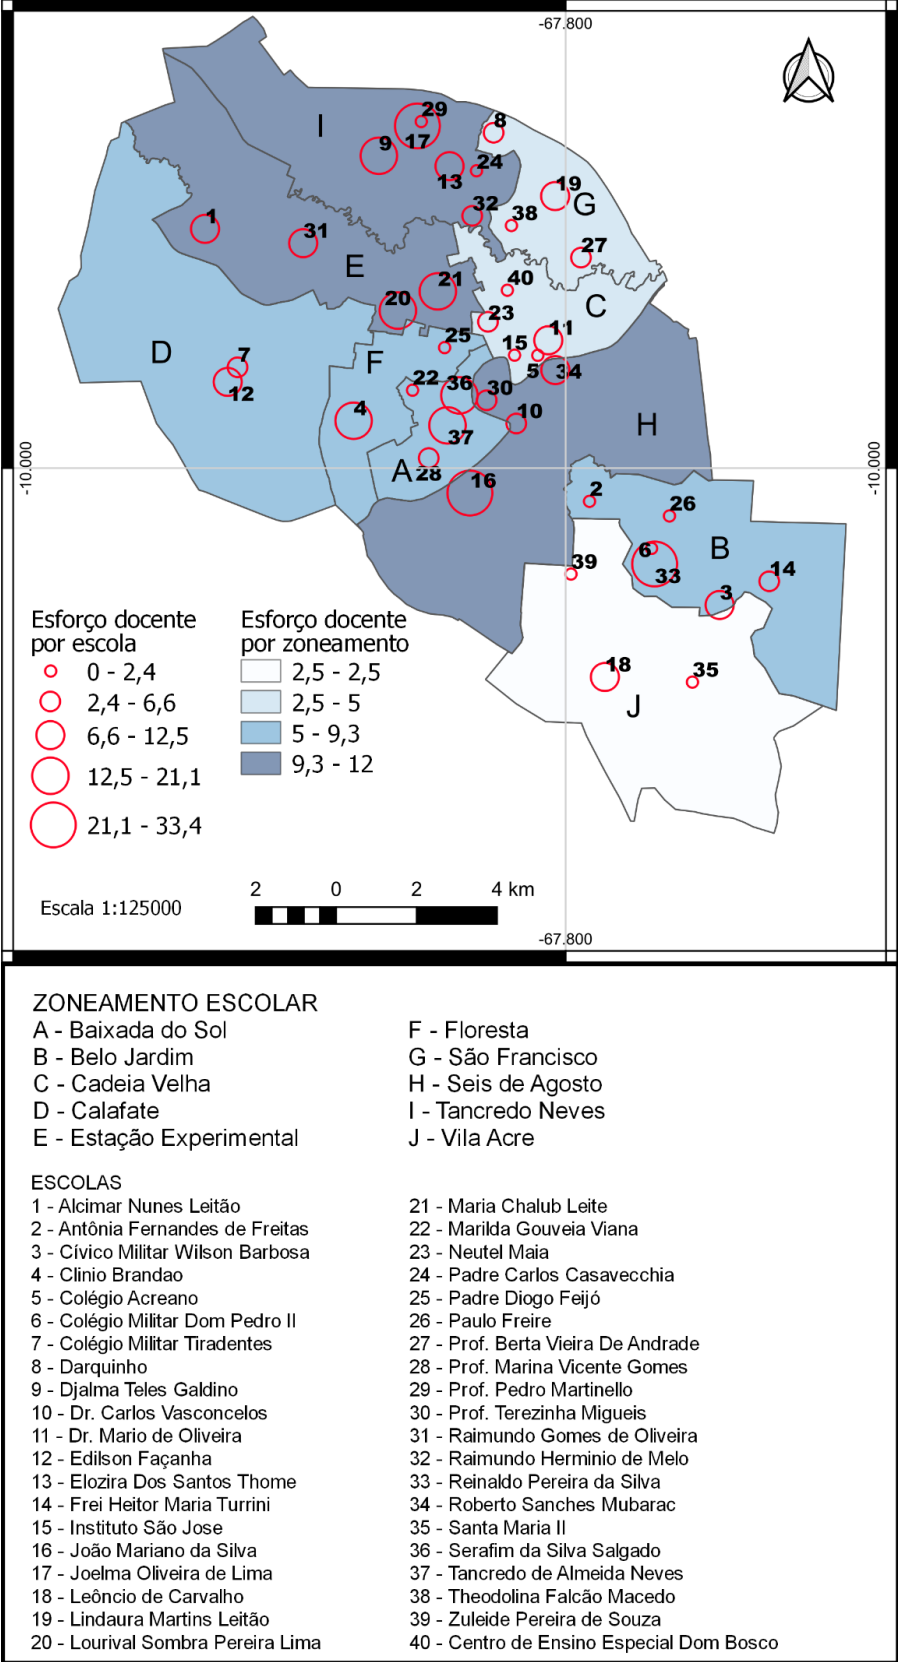 -67.800
29
8
I
9
17
24
13
19
32
38
G
1
31
27
E
21
40
20
C
23
11
25
15
D
F
5
34
7
22
36
30
12
4
10
H
37
A
28
-10.000
-10.000
16
2
26
6
B
39
33
14
3
18
35
J
Esforço docente
por escola
0 - 2,4
2,4 - 6,6
6,6 - 12,5
12,5 - 21,1
21,1 - 33,4
Esforço docente
por zoneamento
2,5 - 2,5
2,5 - 5
5 - 9,3
9,3 - 12
Escala 1:125000
2 0 2 4 km
-67.800
ZONEAMENTO ESCOLAR
A - Baixada do Sol
B - Belo Jardim
C - Cadeia Velha
D - Calafate
E - Estação Experimental
F - Floresta
G - São Francisco
H - Seis de Agosto
I - Tancredo Neves
J - Vila Acre
ESCOLAS
1 - Alcimar Nunes Leitão
2 - Antônia Fernandes de Freitas
3 - Cívico Militar Wilson Barbosa
4 - Clinio Brandao
5 - Colégio Acreano
6 - Colégio Militar Dom Pedro II
7 - Colégio Militar Tiradentes
8 - Darquinho
9 - Djalma Teles Galdino
10 - Dr. Carlos Vasconcelos
11 - Dr. Mario de Oliveira
12 - Edilson Façanha
13 - Elozira Dos Santos Thome
14 - Frei Heitor Maria Turrini
15 - Instituto São Jose
16 - João Mariano da Silva
17 - Joelma Oliveira de Lima
18 - Leôncio de Carvalho
19 - Lindaura Martins Leitão
20 - Lourival Sombra Pereira Lima
21 - Maria Chalub Leite
22 - Marilda Gouveia Viana
23 - Neutel Maia
24 - Padre Carlos Casavecchia
25 - Padre Diogo Feijó
26 - Paulo Freire
27 - Prof. Berta Vieira De Andrade
28 - Prof. Marina Vicente Gomes
29 - Prof. Pedro Martinello
30 - Prof. Terezinha Migueis
31 - Raimundo Gomes de Oliveira
32 - Raimundo Herminio de Melo
33 - Reinaldo Pereira da Silva
34 - Roberto Sanches Mubarac
35 - Santa Maria II
36 - Serafim da Silva Salgado
37 - Tancredo de Almeida Neves
38 - Theodolina Falcão Macedo
39 - Zuleide Pereira de Souza
40 - Centro de Ensino Especial Dom Bosco